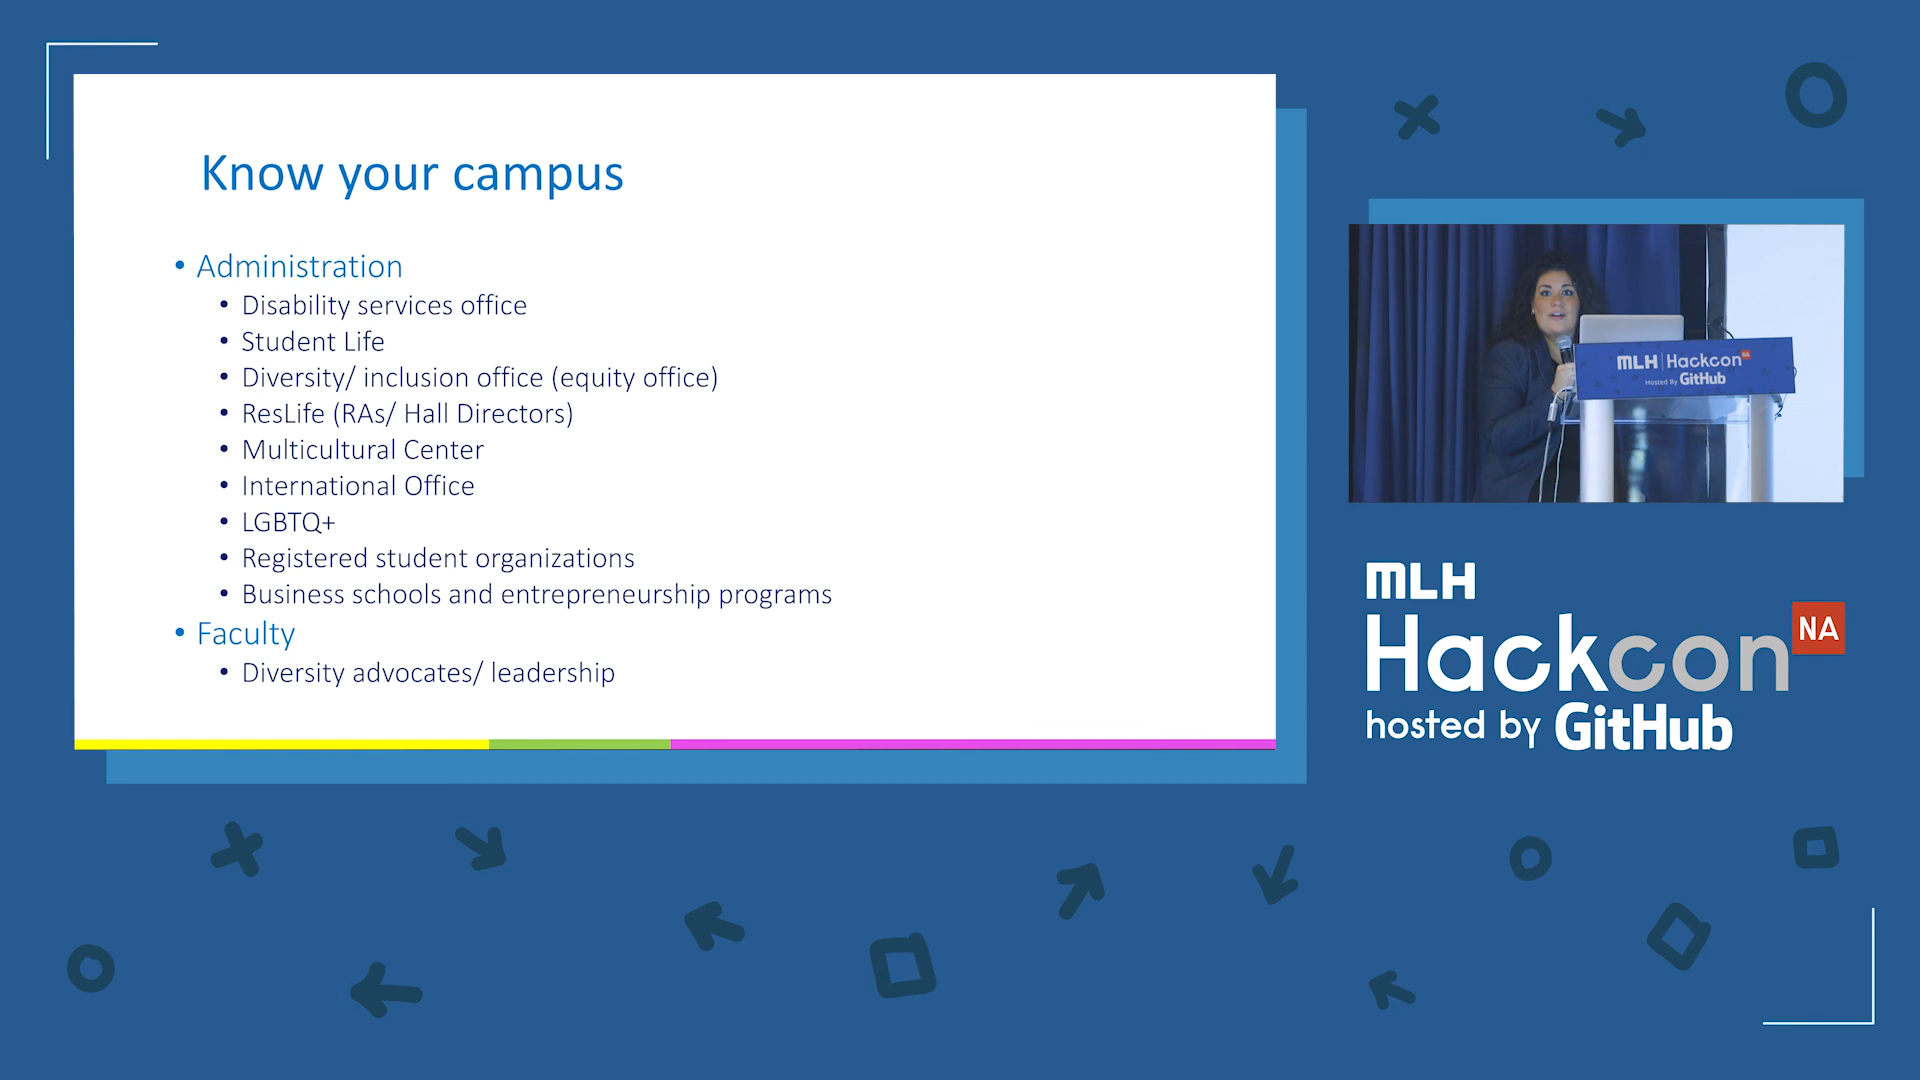 Know your campus
• Administration
• Disability services office
• Student Life
• Diversity/ inclusion office (equity office)
• ResLife (RAs/ Hall Directors)
• Multicultural Center
• International Office
• LGBTQ+
• Registered student organizations
• Business schools and entrepreneurship programs
• Faculty
• Diversity advocates/ leadership
MLH Hackcon NA
Hosted By GitHub
MLH
Hackcon NA
hosted by GitHub